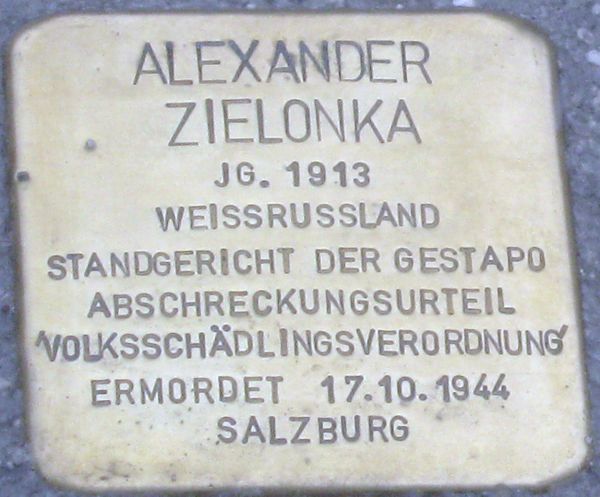 ALEXANDER
ZIELONKA
JG. 1913
WEISSRUSSLAND
STANDGERICHT DER GESTAPO
ABSCHRECKUNGSURTEIL
'VOLKSSCHÄDLINGSVERORDNUNG'
ERMORDET 17.10.1944
SALZBURG